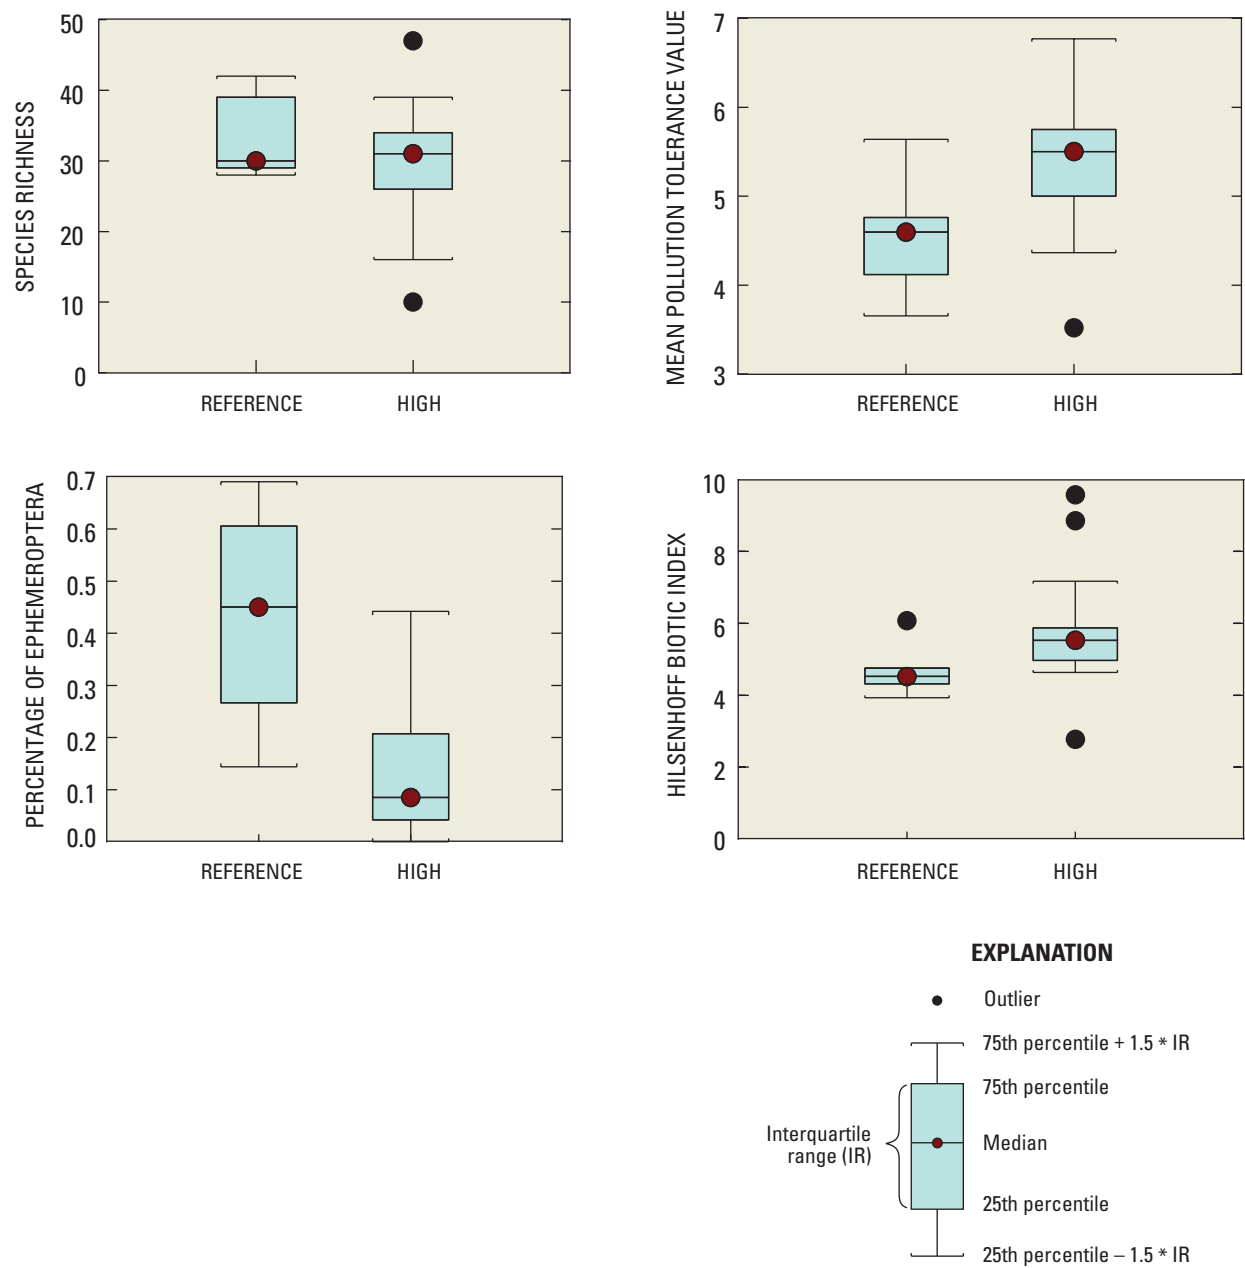 SPECIES RICHNESS
50
40
30
20
10
0
REFERENCE
HIGH
MEAN POLLUTION TOLERANCE VALUE
7
6
5
4
3
REFERENCE
HIGH
PERCENTAGE OF EPHEMEROPTERA
0.7
0.6
0.5
0.4
0.3
0.2
0.1
0.0
REFERENCE
HIGH
HILSENHOFF BIOTIC INDEX
10
8
6
4
2
0
REFERENCE
HIGH
EXPLANATION
Outlier
75th percentile + 1.5 * IR
75th percentile
Interquartile
range (IR)
Median
25th percentile
25th percentile – 1.5 * IR